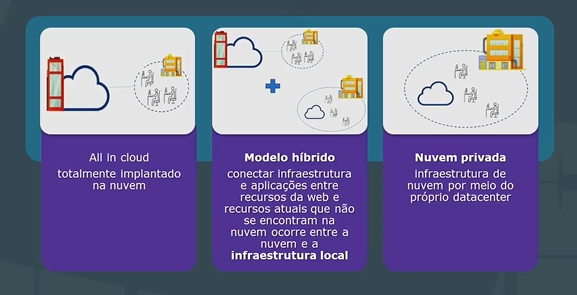 All in cloud
totalmente implantado
na nuvem
Modelo híbrido
conectar infraestrutura
e aplicações entre
recursos da web e
recursos atuais que não
se encontram na
nuvem ocorre entre a
nuvem e a
infraestrutura local
Nuvem privada
infraestrutura de
nuvem por meio do
próprio datacenter